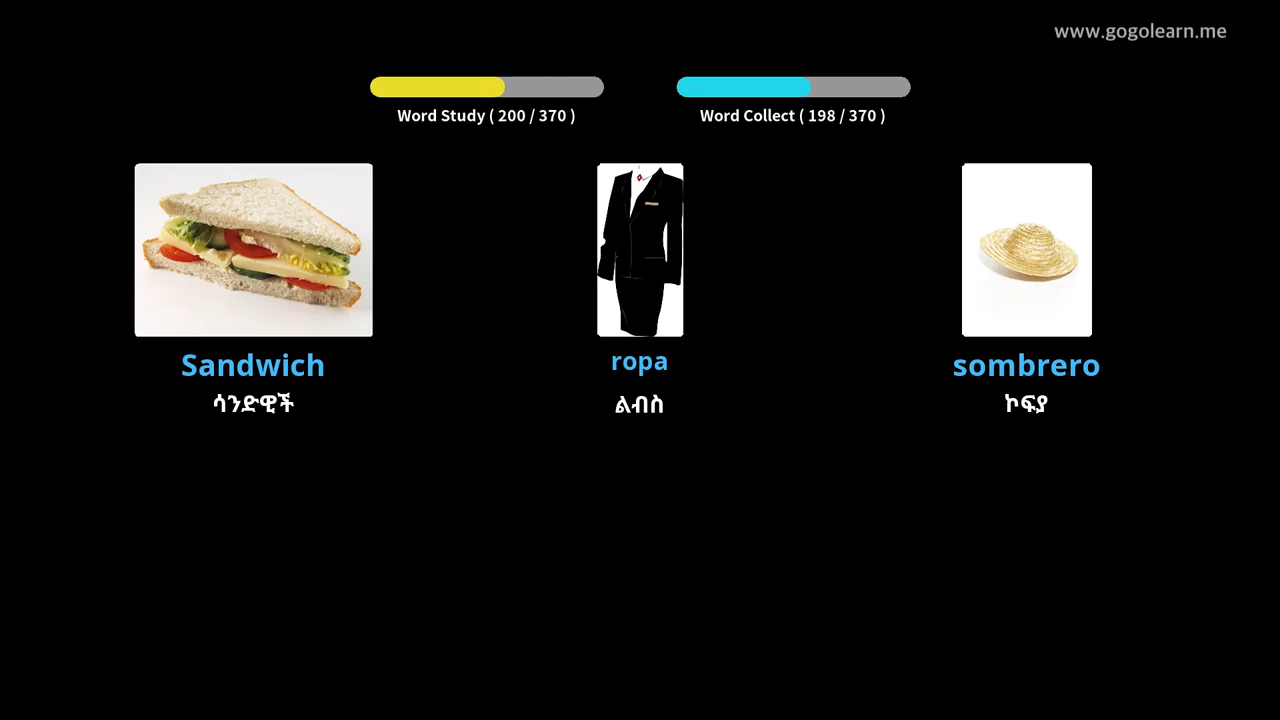 www.gogolearn.me
Word Study ( 200 / 370 )
Word Collect ( 198 / 370 )
Sandwich
ሳንድዊች
ropa
ልብስ
sombrero
ኮፍያ